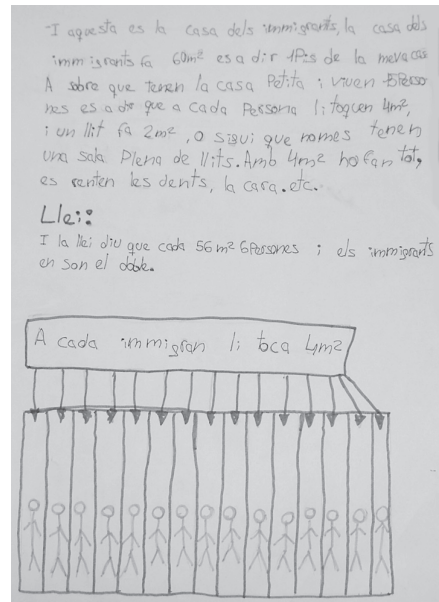 -I aquesta es la casa dels immigrants, la casa dels
immigrants fa 60m² es a dir 1Pis de la meva cas
A sobre que tenen la casa Petita i viuen 15Perso
nes es a dir que a cada Persona li toquen 4m²,
i un llit fa 2m², o sigui que nomes tenen
una sala Plena de llits. Amb 4m² ho fan tot,
es renten les dents, la cara. etc.
Llei:
I la llei diu que cada 56 m² 6Persones i els immigrants
en son el doble.
A cada immigran li toca 4m²